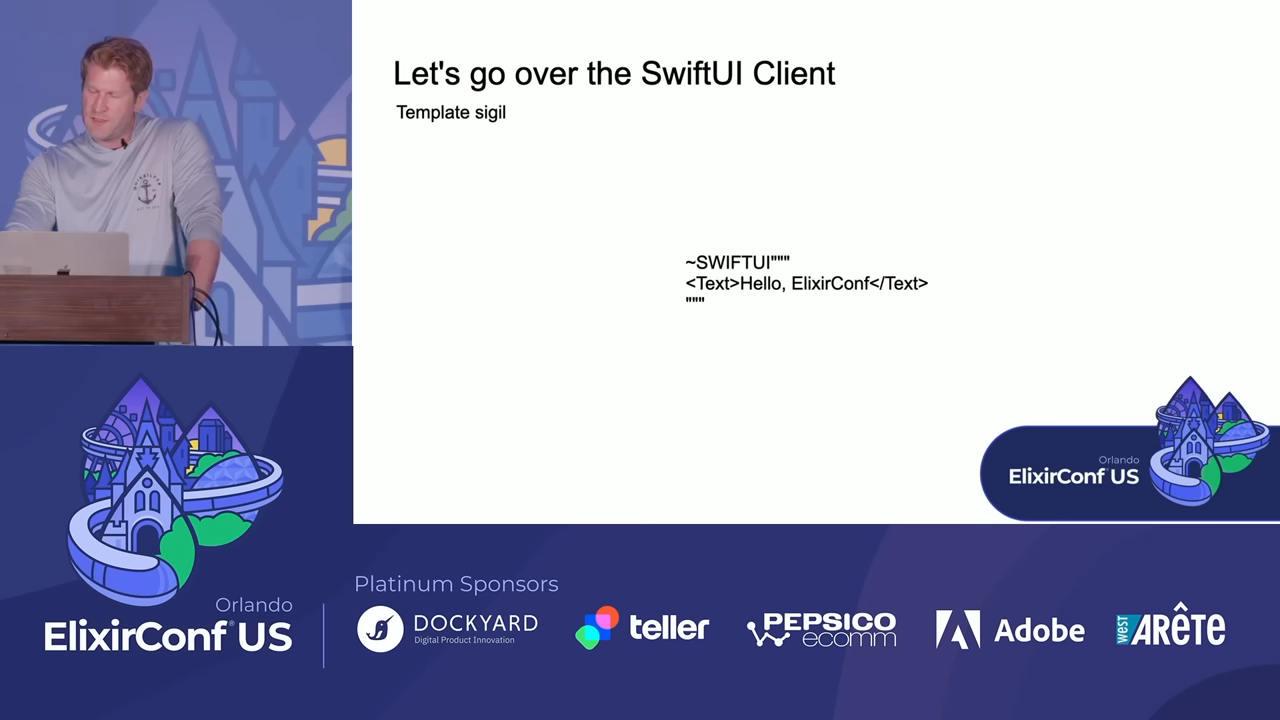 Let's go over the SwiftUI Client
Template sigil
~SWIFTUI"""
<Text>Hello, ElixirConf</Text>
"""
Orlando
ElixirConf US
Orlando
ElixirConf® US
Platinum Sponsors
DOCKYARD
Digital Product Innovation
teller
PEPSICO
ecomm
Adobe
west ARÊTE